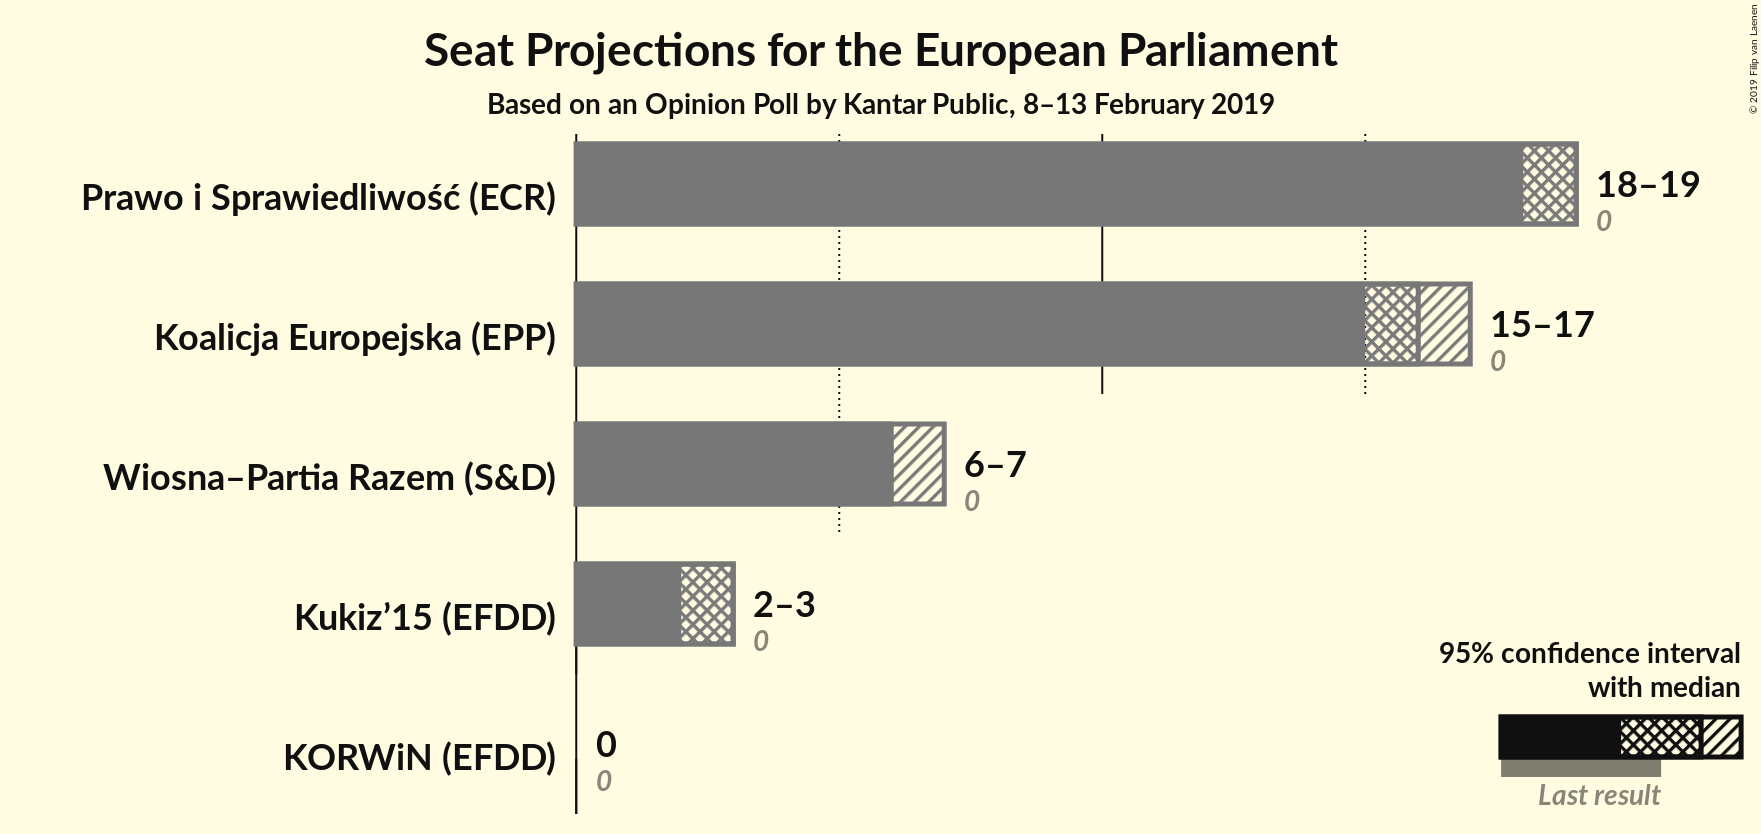 Seat Projections for the European Parliament
Based on an Opinion Poll by Kantar Public, 8–13 February 2019
© 2019 Filip van Laenen
Prawo i Sprawiedliwość (ECR)
18–19
0
Koalicja Europejska (EPP)
15–17
0
Wiosna–Partia Razem (S&D)
6–7
0
Kukiz’15 (EFDD)
2–3
0
KORWiN (EFDD)
0
0
95% confidence interval
with median
Last result